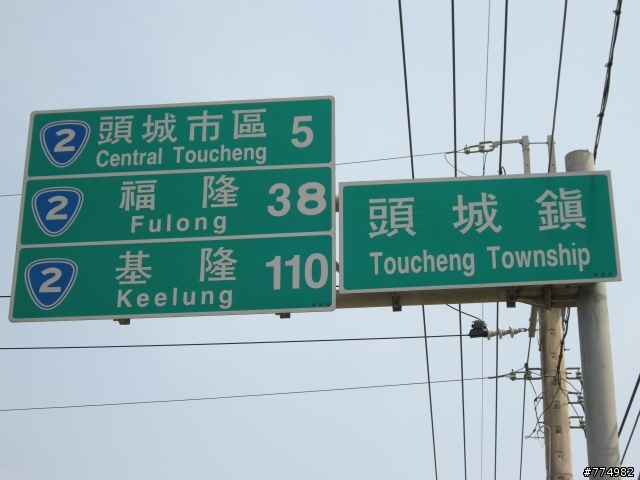 2 頭城市區 5
Central Toucheng
2 福隆 38
Fulong
2 基隆 110
Keelung
頭城鎮
Toucheng Township
#774982